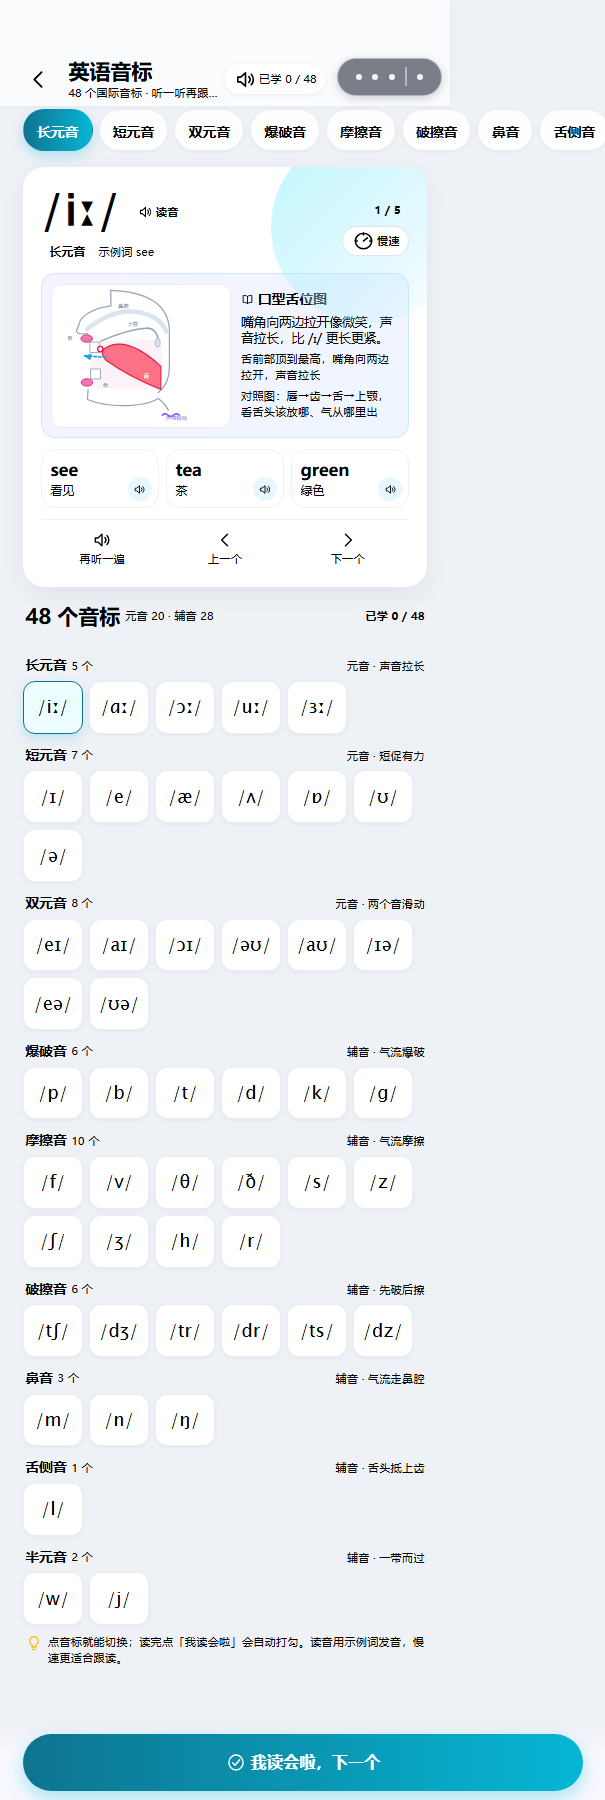 英语音标
48 个国际音标 · 听一听再跟...
已学 0 / 48
长元音
短元音
双元音
爆破音
摩擦音
破擦音
鼻音
舌侧音
/iː/
读音
1 / 5
长元音 示例词 see
慢速
口型舌位图
嘴角向两边拉开像微笑，声
音拉长，比 /ɪ/ 更长更紧。
舌前部顶到最高，嘴角向两边
拉开，声音拉长
对照图：唇→齿→舌→上颚，
看舌头该放哪、气从哪里出
see
看见
tea
茶
green
绿色
再听一遍
上一个
下一个
48 个音标 元音 20 · 辅音 28
已学 0 / 48
长元音 5 个
元音 · 声音拉长
/iː/ /ɑː/ /ɔː/ /uː/ /ɜː/
短元音 7 个
元音 · 短促有力
/ɪ/ /e/ /æ/ /ʌ/ /ɒ/ /ʊ/
/ə/
双元音 8 个
元音 · 两个音滑动
/eɪ/ /aɪ/ /ɔɪ/ /əʊ/ /aʊ/ /ɪə/
/eə/ /ʊə/
爆破音 6 个
辅音 · 气流爆破
/p/ /b/ /t/ /d/ /k/ /ɡ/
摩擦音 10 个
辅音 · 气流摩擦
/f/ /v/ /θ/ /ð/ /s/ /z/
/ʃ/ /ʒ/ /h/ /r/
破擦音 6 个
辅音 · 先破后擦
/tʃ/ /dʒ/ /tr/ /dr/ /ts/ /dz/
鼻音 3 个
辅音 · 气流走鼻腔
/m/ /n/ /ŋ/
舌侧音 1 个
辅音 · 舌头抵上齿
/l/
半元音 2 个
辅音 · 一带而过
/w/ /j/
点音标就能切换；读完点「我读会啦」会自动打勾。读音用示例词发音，慢
速更适合跟读。
我读会啦，下一个